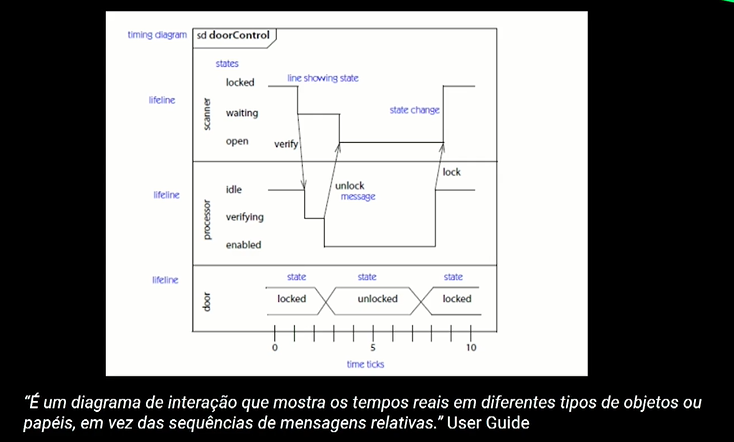 timing diagram
sd doorControl
states
locked
line showing state
lifeline
scanner
waiting
state change
open
verify
lock
lifeline
processor
idle
unlock
message
verifying
enabled
lifeline
door
state state state
locked unlocked locked
0 5 10
time ticks
“É um diagrama de interação que mostra os tempos reais em diferentes tipos de objetos ou
papéis, em vez das sequências de mensagens relativas.” User Guide